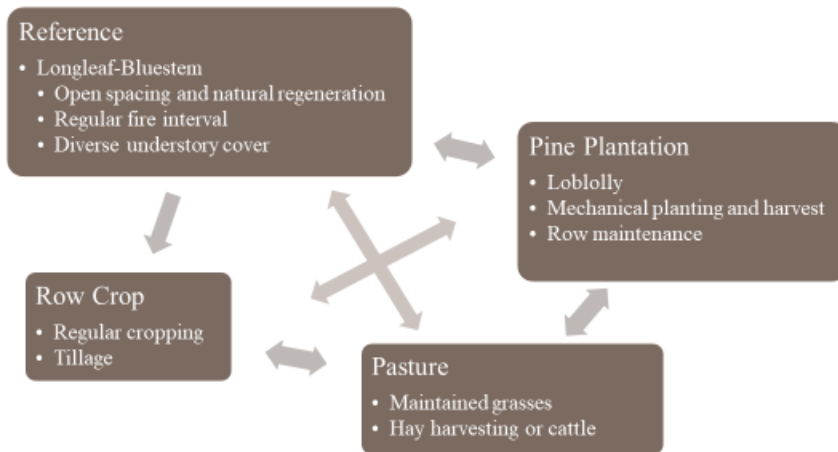 Reference
• Longleaf-Bluestem
• Open spacing and natural regeneration
• Regular fire interval
• Diverse understory cover
Pine Plantation
• Loblolly
• Mechanical planting and harvest
• Row maintenance
Row Crop
• Regular cropping
• Tillage
Pasture
• Maintained grasses
• Hay harvesting or cattle